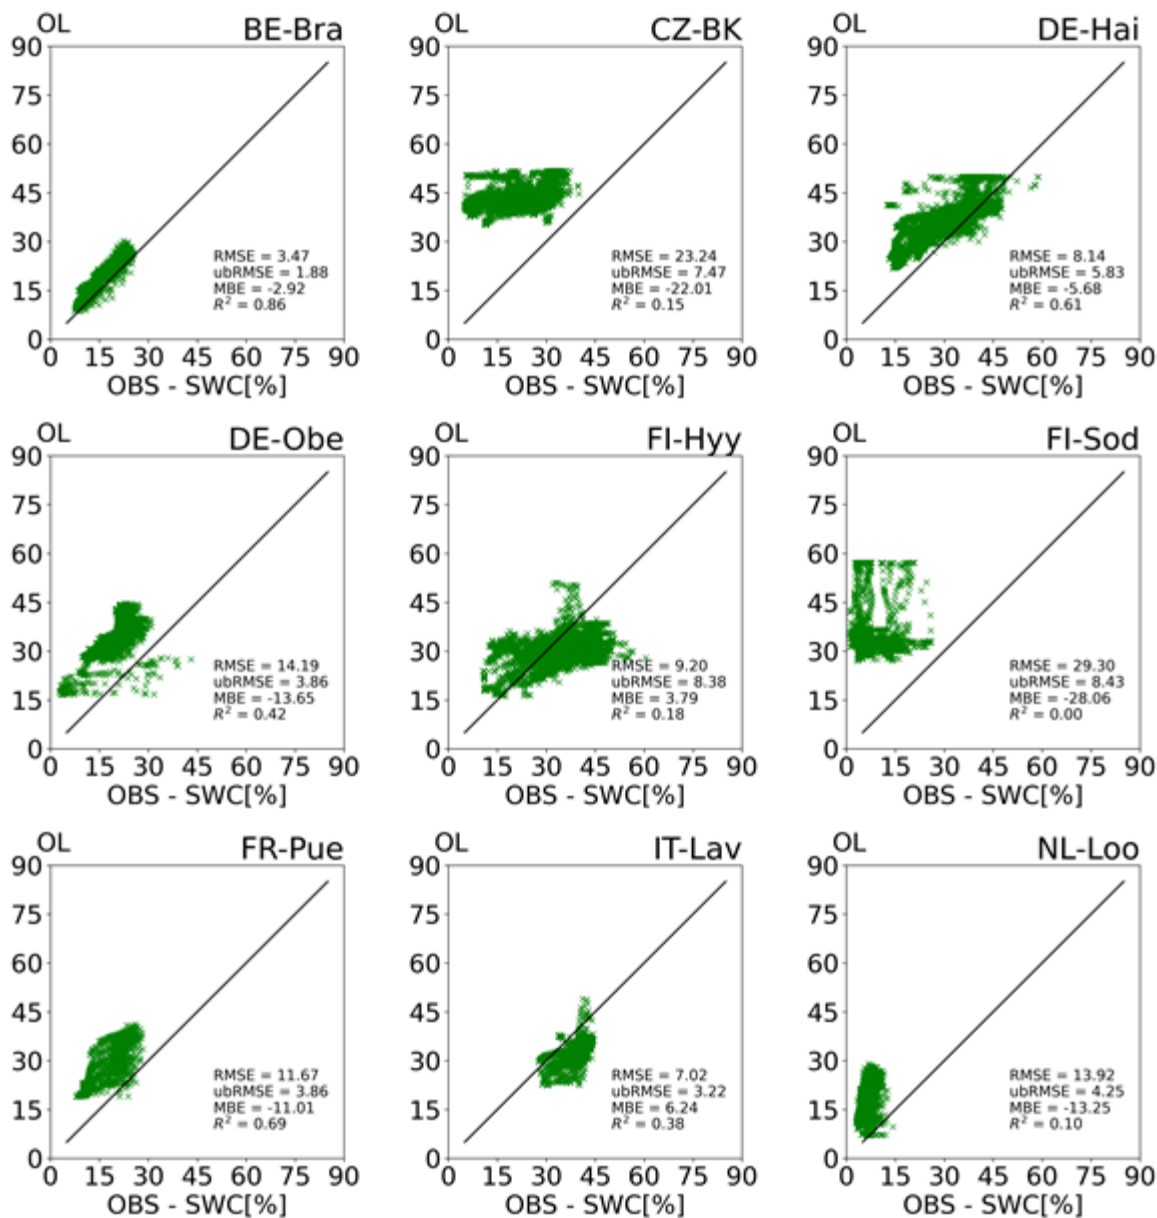 OL BE-Bra
90
75
60
45
30
15
0
RMSE = 3.47
ubRMSE = 1.88
MBE = -2.92
R² = 0.86
0 15 30 45 60 75 90
OBS - SWC[%]
CZ-BK
90
75
60
45
30
15
0
RMSE = 23.24
ubRMSE = 7.47
MBE = -22.01
R² = 0.15
0 15 30 45 60 75 90
OBS - SWC[%]
OL DE-Hai
90
75
60
45
30
15
0
RMSE = 8.14
ubRMSE = 5.83
MBE = -5.68
R² = 0.61
0 15 30 45 60 75 90
OBS - SWC[%]
OL DE-Obe
90
75
60
45
30
15
0
RMSE = 14.19
ubRMSE = 3.86
MBE = -13.65
R² = 0.42
0 15 30 45 60 75 90
OBS - SWC[%]
OL FI-Hyy
90
75
60
45
30
15
0
RMSE = 9.20
ubRMSE = 8.38
MBE = 3.79
R² = 0.18
0 15 30 45 60 75 90
OBS - SWC[%]
OL FI-Sod
90
75
60
45
30
15
0
RMSE = 29.30
ubRMSE = 8.43
MBE = -28.06
R² = 0.00
0 15 30 45 60 75 90
OBS - SWC[%]
OL FR-Pue
90
75
60
45
30
15
0
RMSE = 11.67
ubRMSE = 3.86
MBE = -11.01
R² = 0.69
0 15 30 45 60 75 90
OBS - SWC[%]
OL IT-Lav
90
75
60
45
30
15
0
RMSE = 7.02
ubRMSE = 3.22
MBE = 6.24
R² = 0.38
0 15 30 45 60 75 90
OBS - SWC[%]
OL NL-Loo
90
75
60
45
30
15
0
RMSE = 13.92
ubRMSE = 4.25
MBE = -13.25
R² = 0.10
0 15 30 45 60 75 90
OBS - SWC[%]